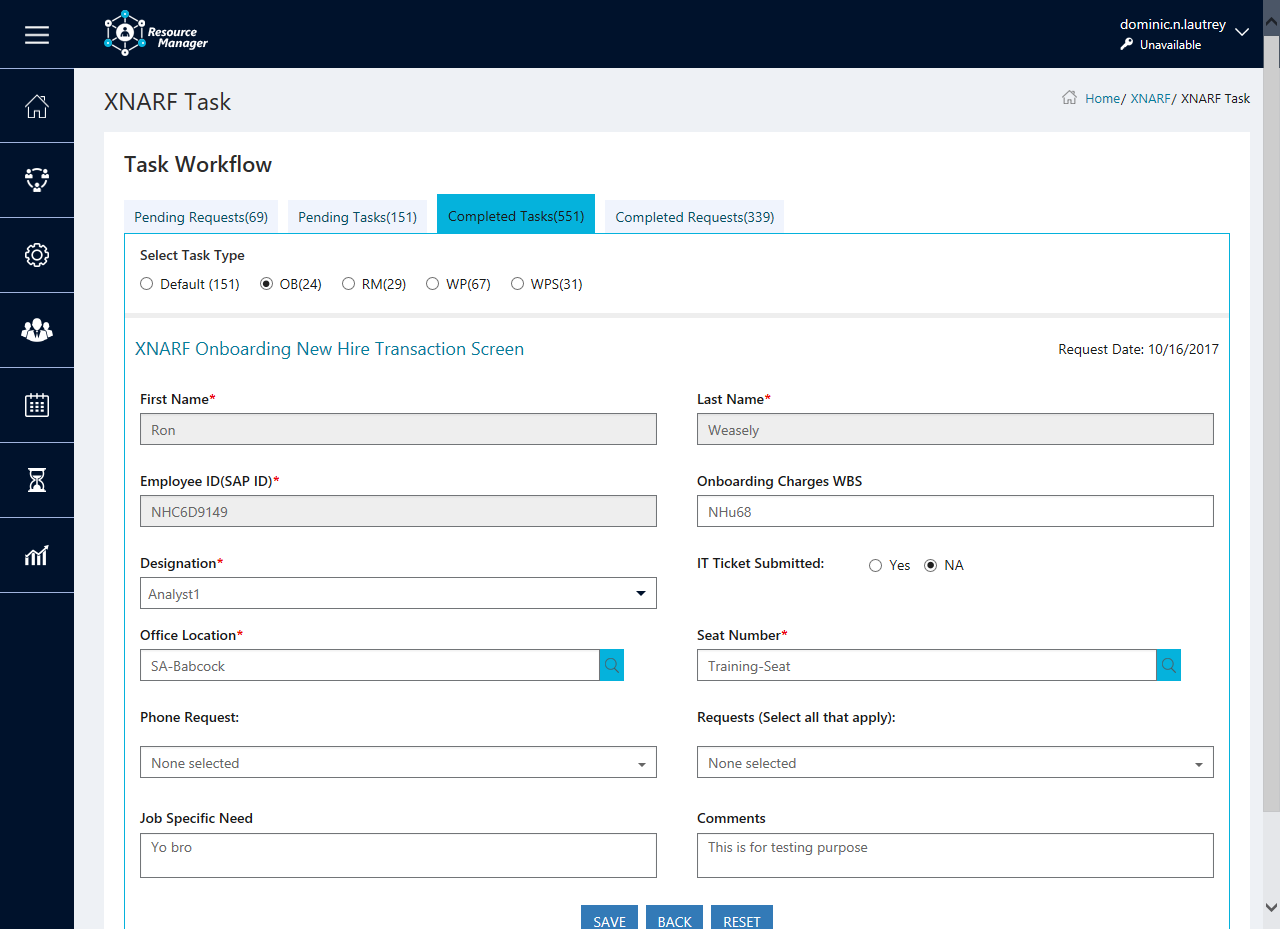 Resource
Manager
dominic.n.lautrey
Unavailable
XNARF Task
Home/ XNARF/ XNARF Task
Task Workflow
Pending Requests(69) Pending Tasks(151) Completed Tasks(551) Completed Requests(339)
Select Task Type
Default (151) OB(24) RM(29) WP(67) WPS(31)
XNARF Onboarding New Hire Transaction Screen Request Date: 10/16/2017
First Name* Last Name*
Ron Weasely
Employee ID(SAP ID)* Onboarding Charges WBS
NHC6D9149 NHu68
Designation* IT Ticket Submitted: Yes NA
Analyst1
Office Location* Seat Number*
SA-Babcock Training-Seat
Phone Request: Requests (Select all that apply):
None selected None selected
Job Specific Need Comments
Yo bro This is for testing purpose
SAVE BACK RESET